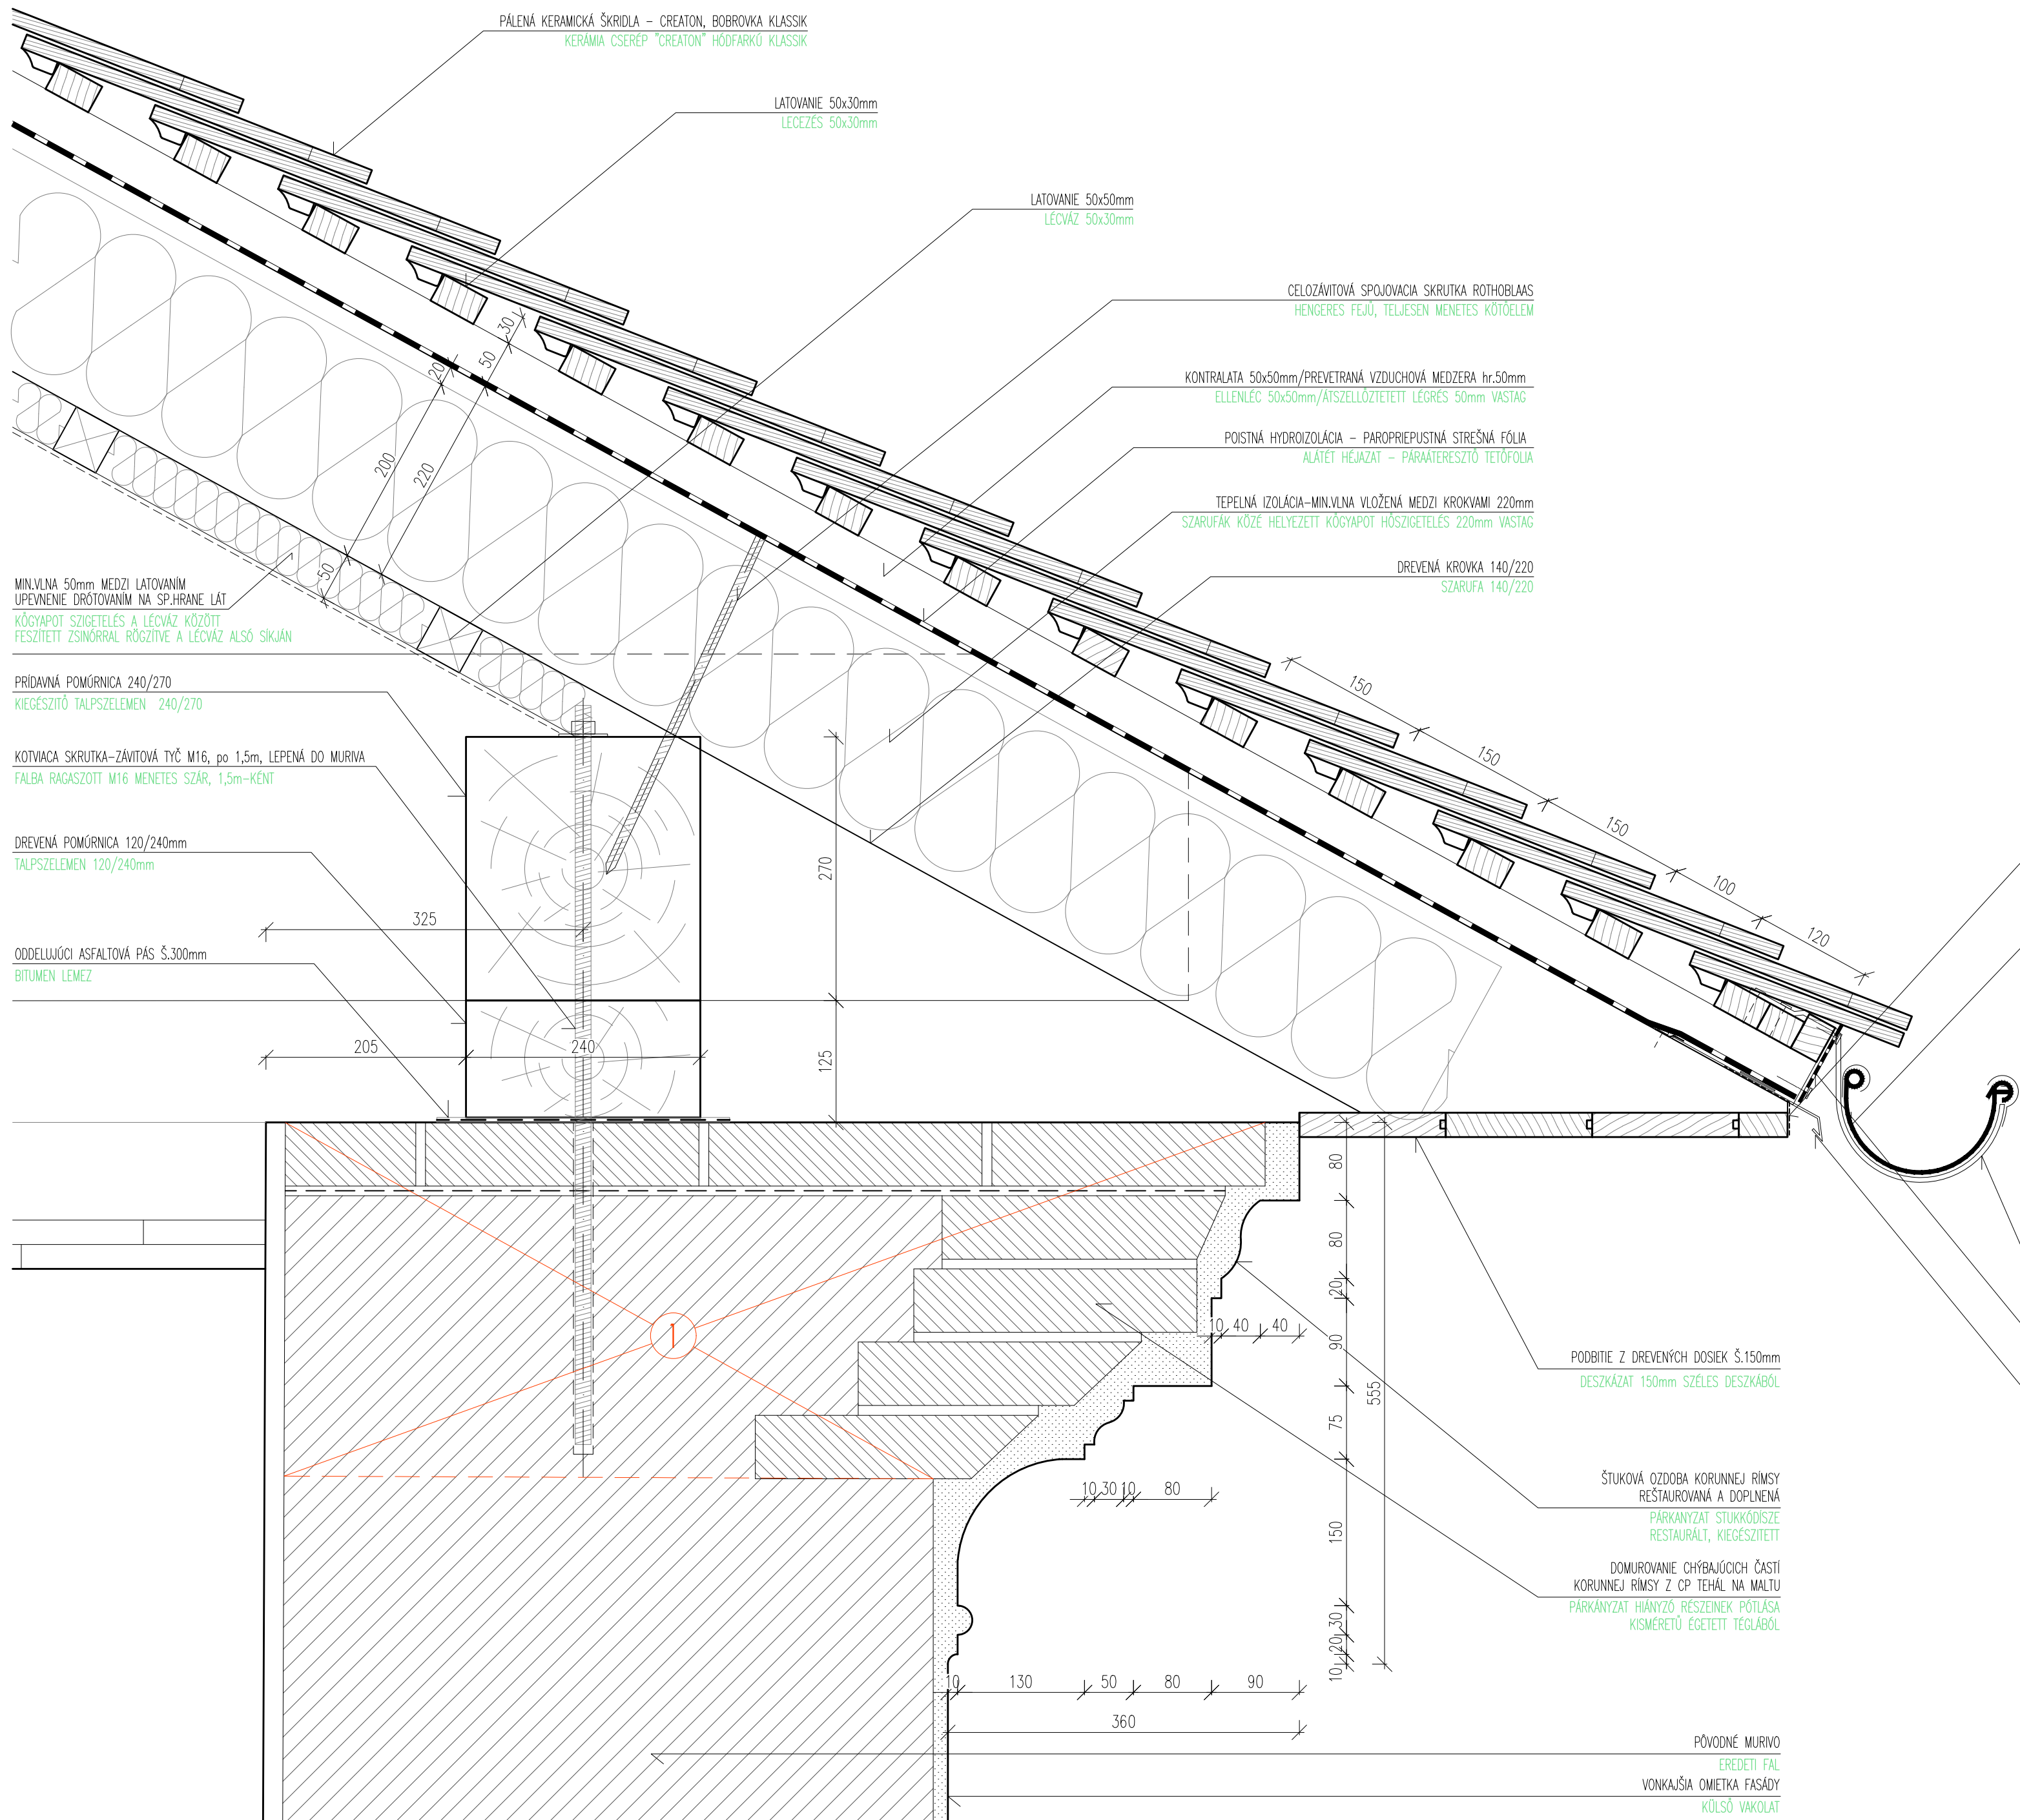 PÁLENÁ KERAMICKÁ ŠKRIDLA – CREATON, BOBROVKA KLASSIK
KERÁMIA CSERÉP "CREATON" HÓDFARKÚ KLASSIK
LATOVANIE 50x30mm
LECEZÉS 50x30mm
LATOVANIE 50x50mm
LÉCVÁZ 50x30mm
CELOZÁVITOVÁ SPOJOVACIA SKRUTKA ROTHOBLAAS
HENGERES FEJŰ, TELJESEN MENETES KÖTŐELEM
KONTRALATA 50x50mm/PREVETRANÁ VZDUCHOVÁ MEDZERA hr.50mm
ELLENLÉC 50x50mm/ÁTSZELLŐZTETETT LÉGRÉS 50mm VASTAG
POISTNÁ HYDROIZOLÁCIA – PAROPRIEPUSTNÁ STREŠNÁ FÓLIA
ALÁTÉT HÉJAZAT – PÁRAÁTERESZTŐ TETŐFOLIA
TEPELNÁ IZOLÁCIA–MIN.VLNA VLOŽENÁ MEDZI KROKVAMI 220mm
SZARUFÁK KÖZÉ HELYEZETT KŐGYAPOT HŐSZIGETELÉS 220mm VASTAG
DREVENÁ KROVKA 140/220
SZARUFA 140/220
20
50
30
200
220
50
MIN.VLNA 50mm MEDZI LATOVANÍM
UPEVNENIE DRÔTOVANÍM NA SP.HRANE LÁT
KŐGYAPOT SZIGETELÉS A LÉCVÁZ KÖZÖTT
FESZÍTETT ZSINÓRRAL RÖGZÍTVE A LÉCVÁZ ALSÓ SÍKJÁN
PRÍDAVNÁ POMÚRNICA 240/270
KIEGÉSZITŐ TALPSZELEMEN 240/270
KOTVIACA SKRUTKA–ZÁVITOVÁ TYČ M16, po 1,5m, LEPENÁ DO MURIVA
FALBA RAGASZOTT M16 MENETES SZÁR, 1,5m–KÉNT
DREVENÁ POMÚRNICA 120/240mm
TALPSZELEMEN 120/240mm
ODDELUJÚCI ASFALTOVÁ PÁS Š.300mm
BITUMEN LEMEZ
150
150
150
100
120
325
270
205
240
125
1
80
80
20
90
75
150
30
20
10
555
10
40
40
10
30
10
80
10
130
50
80
90
360
PODBITIE Z DREVENÝCH DOSIEK Š.150mm
DESZKÁZAT 150mm SZÉLES DESZKÁBÓL
ŠTUKOVÁ OZDOBA KORUNNEJ RÍMSY
REŠTAUROVANÁ A DOPLNENÁ
PÁRKANYZAT STUKKÓDÍSZE
RESTAURÁLT, KIEGÉSZITETT
DOMUROVANIE CHÝBAJÚCICH ČASTÍ
KORUNNEJ RÍMSY Z CP TEHÁL NA MALTU
PÁRKÁNYZAT HIÁNYZÓ RÉSZEINEK PÓTLÁSA
KISMÉRETŰ ÉGETETT TÉGLÁBÓL
PÔVODNÉ MURIVO
EREDETI FAL
VONKAJŠIA OMIETKA FASÁDY
KÜLSŐ VAKOLAT